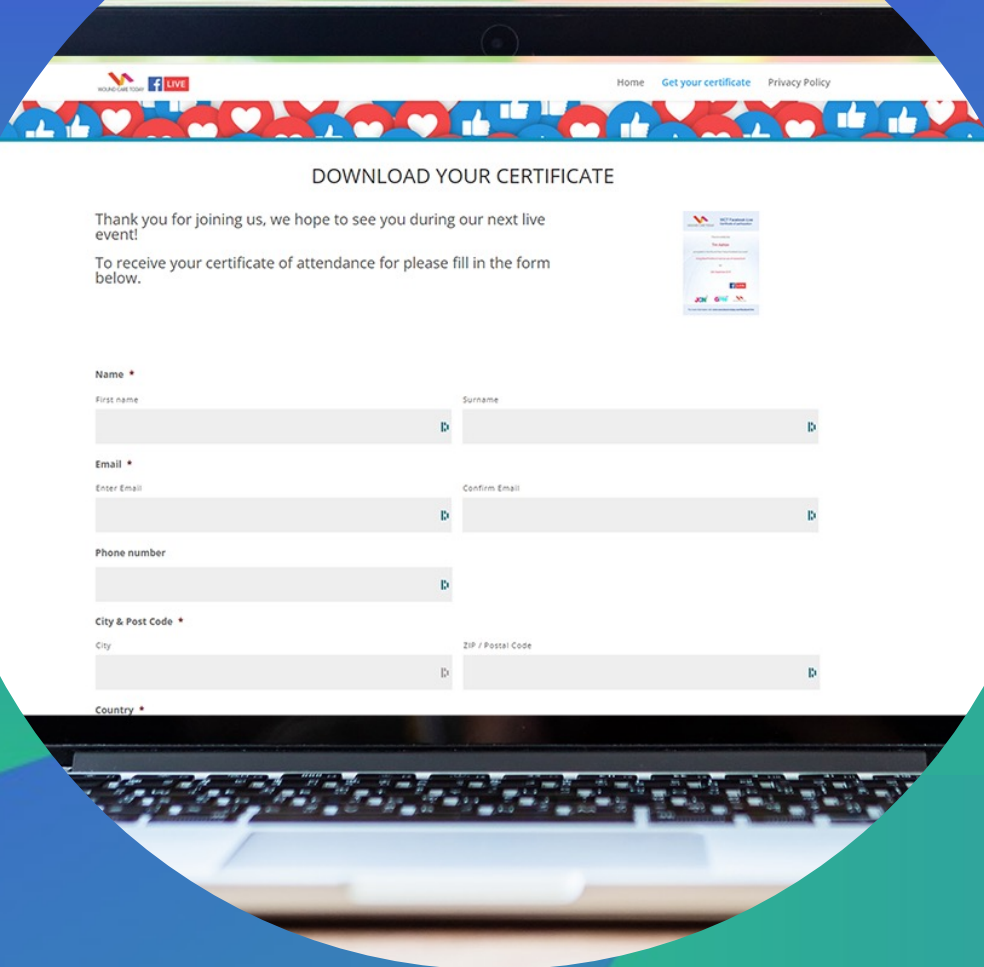 WOUND CARE TODAY f LIVE
Home Get your certificate Privacy Policy
DOWNLOAD YOUR CERTIFICATE
Thank you for joining us, we hope to see you during our next live
event!
To receive your certificate of attendance for please fill in the form
below.
Name *
First name Surname
Email *
Enter Email Confirm Email
Phone number
City & Post Code *
City ZIP / Postal Code
Country *